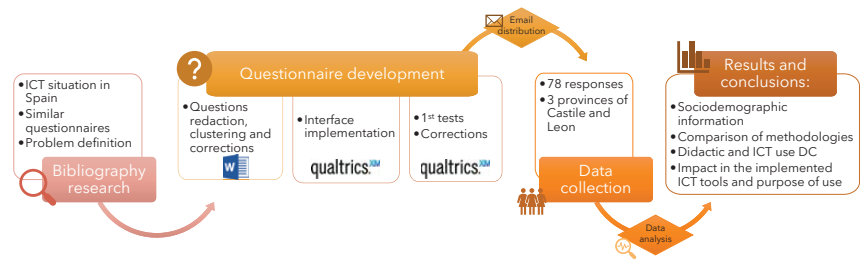 •ICT situation in
Spain
•Similar
questionnaires
•Problem definition
Bibliography
research
?
Questionnaire development
•Questions
redaction,
clustering and
corrections
W
•Interface
implementation
qualtrics.XM
•1st tests
•Corrections
qualtrics.XM
Email
distribution
•78 responses
•3 provinces of
Castile and
Leon
Data
collection
Data
analysis
Results and
conclusions:
•Sociodemographic
information
•Comparison of methodologies
•Didactic and ICT use DC
•Impact in the implemented
ICT tools and purpose of use